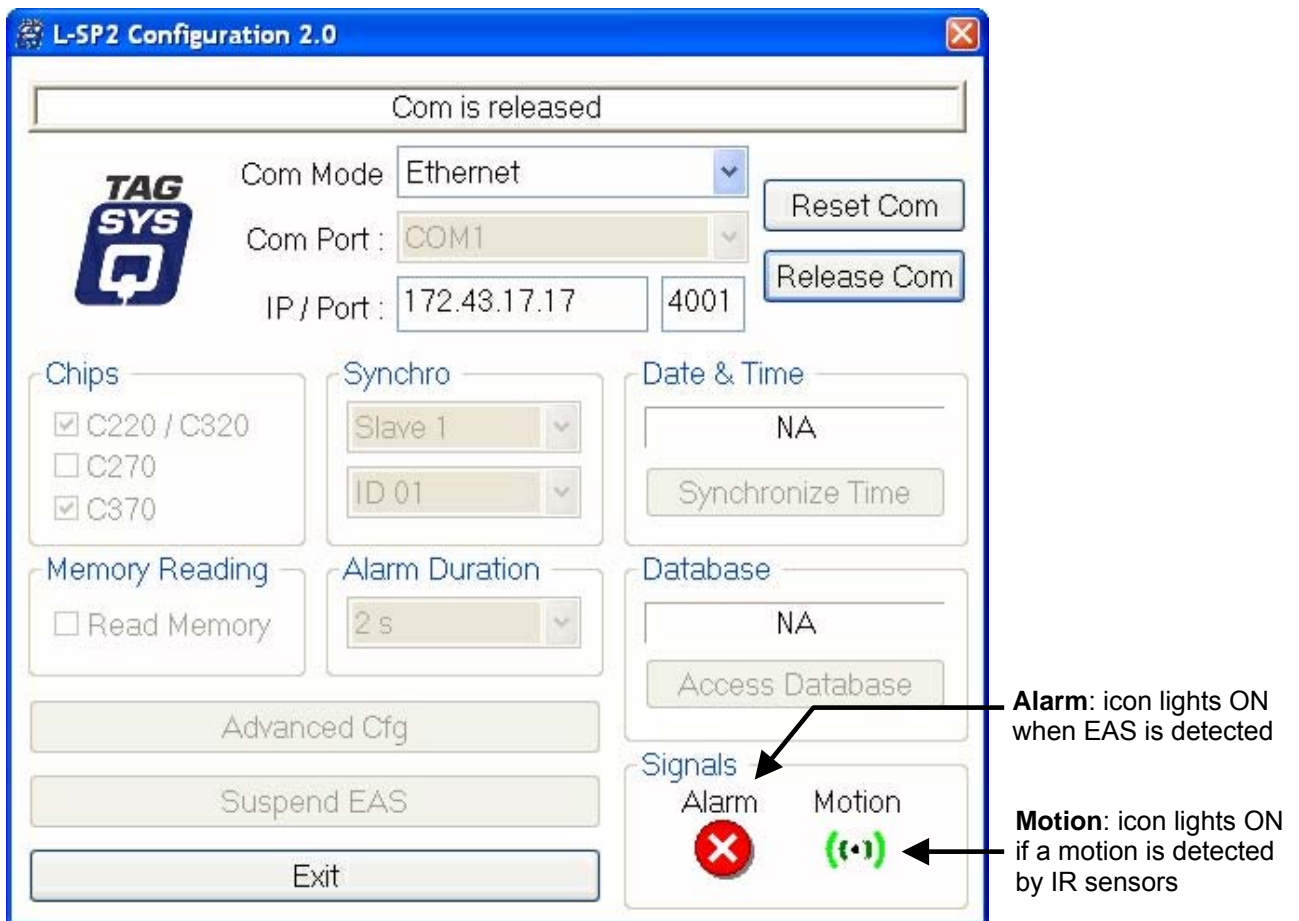 L-SP2 Configuration 2.0
Com is released
TAG
SYS
Com Mode
Ethernet
Reset Com
Com Port :
COM1
Release Com
IP / Port :
172.43.17.17
4001
Chips
C220 / C320
C270
C370
Synchro
Slave 1
ID 01
Date & Time
NA
Synchronize Time
Memory Reading
Read Memory
Alarm Duration
2 s
Database
NA
Access Database
Advanced Cfg
Suspend EAS
Exit
Signals
Alarm
Motion
Alarm: icon lights ON
when EAS is detected
Motion: icon lights ON
if a motion is detected
by IR sensors